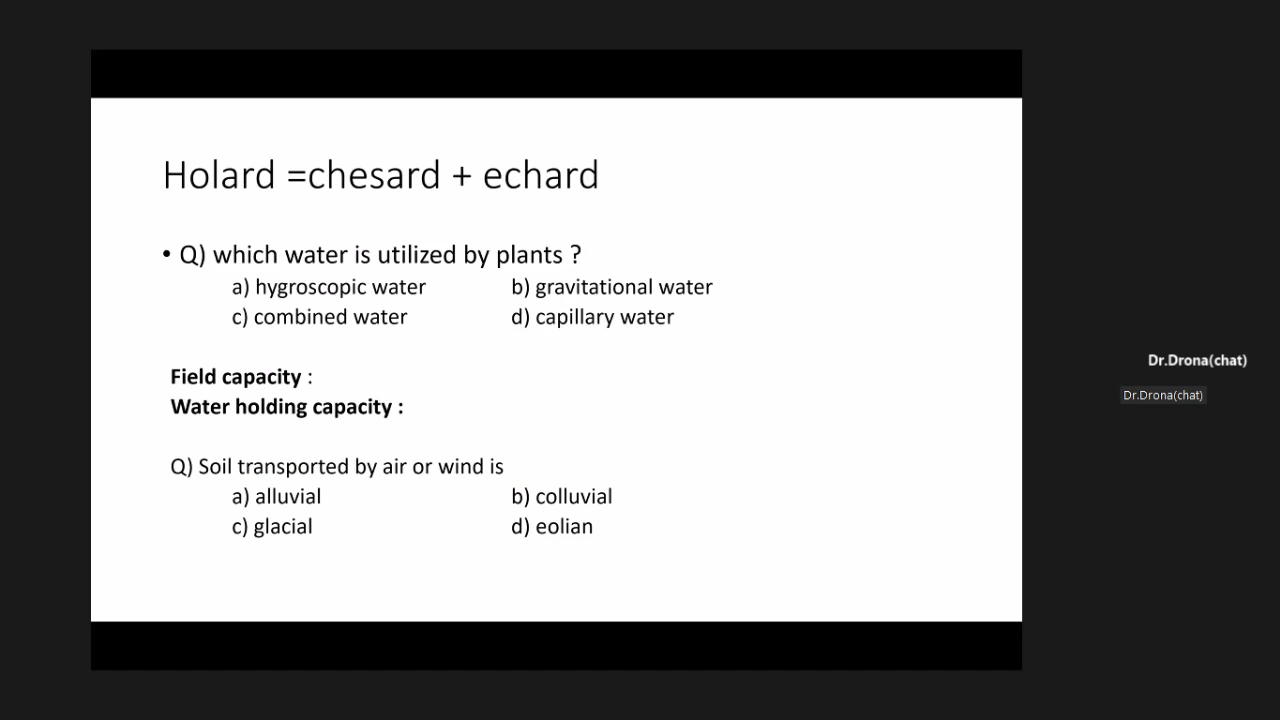 Holard =chesard + echard
• Q) which water is utilized by plants ?
a) hygroscopic water b) gravitational water
c) combined water d) capillary water
Field capacity :
Water holding capacity :
Q) Soil transported by air or wind is
a) alluvial b) colluvial
c) glacial d) eolian
Dr.Drona(chat)
Dr.Drona(chat)